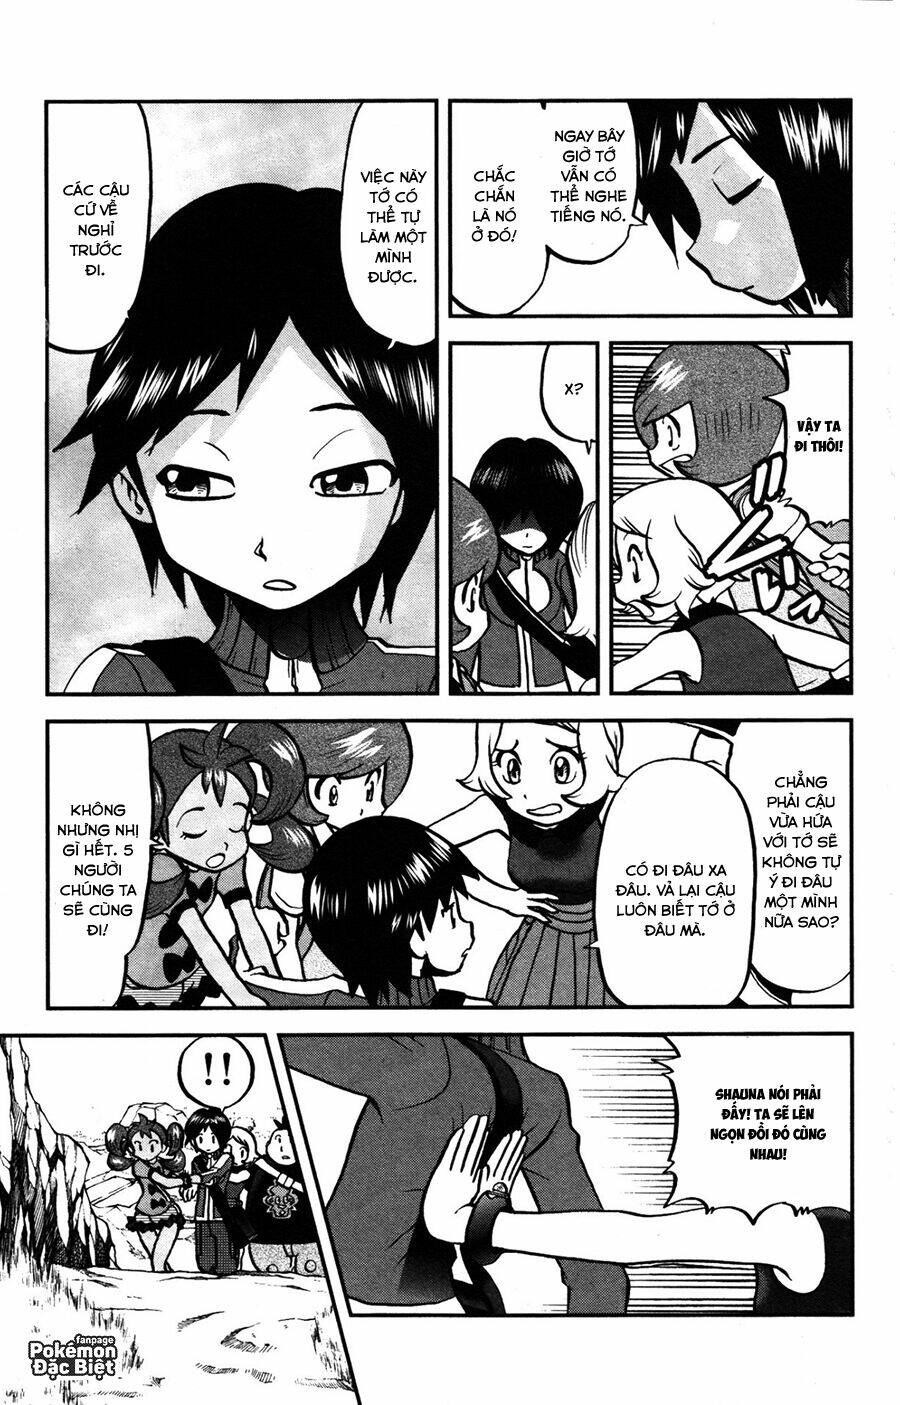 NGAY BÂY
GIỜ TỚ
VẪN CÓ
THỂ NGHE
TIẾNG NÓ.
CHẮC
CHẮN
LÀ NÓ
Ở ĐÓ!
VIỆC NÀY
TỚ CÓ
THỂ TỰ
LÀM MỘT
MÌNH
ĐƯỢC.
CÁC CẬU
CỨ VỀ
NGHỈ
TRƯỚC
ĐI.
VẬY TA
ĐI THÔI!
X?
CHẲNG
PHẢI CẬU
VỪA HỨA
VỚI TỚ SẼ
KHÔNG TỰ
Ý ĐI ĐÂU
MỘT MÌNH
NỮA SAO?
CÓ ĐI ĐÂU XA
ĐÂU. VẢ LẠI CẬU
LUÔN BIẾT TỚ Ở
ĐÂU MÀ.
KHÔNG
NHƯNG NHỊ
GÌ HẾT. 5
NGƯỜI
CHÚNG TA
SẼ CÙNG
ĐI!
SHAUNA NÓI PHẢI
ĐẤY! TA SẼ LÊN
NGỌN ĐỒI ĐÓ CÙNG
NHAU!
!!
fanpage
Pokémon
Đặc Biệt